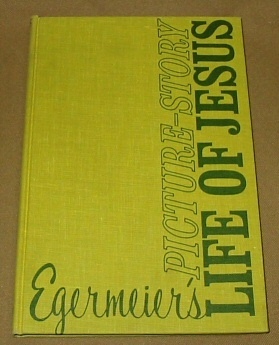 Egermeier's
PICTURE-STORY
LIFE OF JESUS